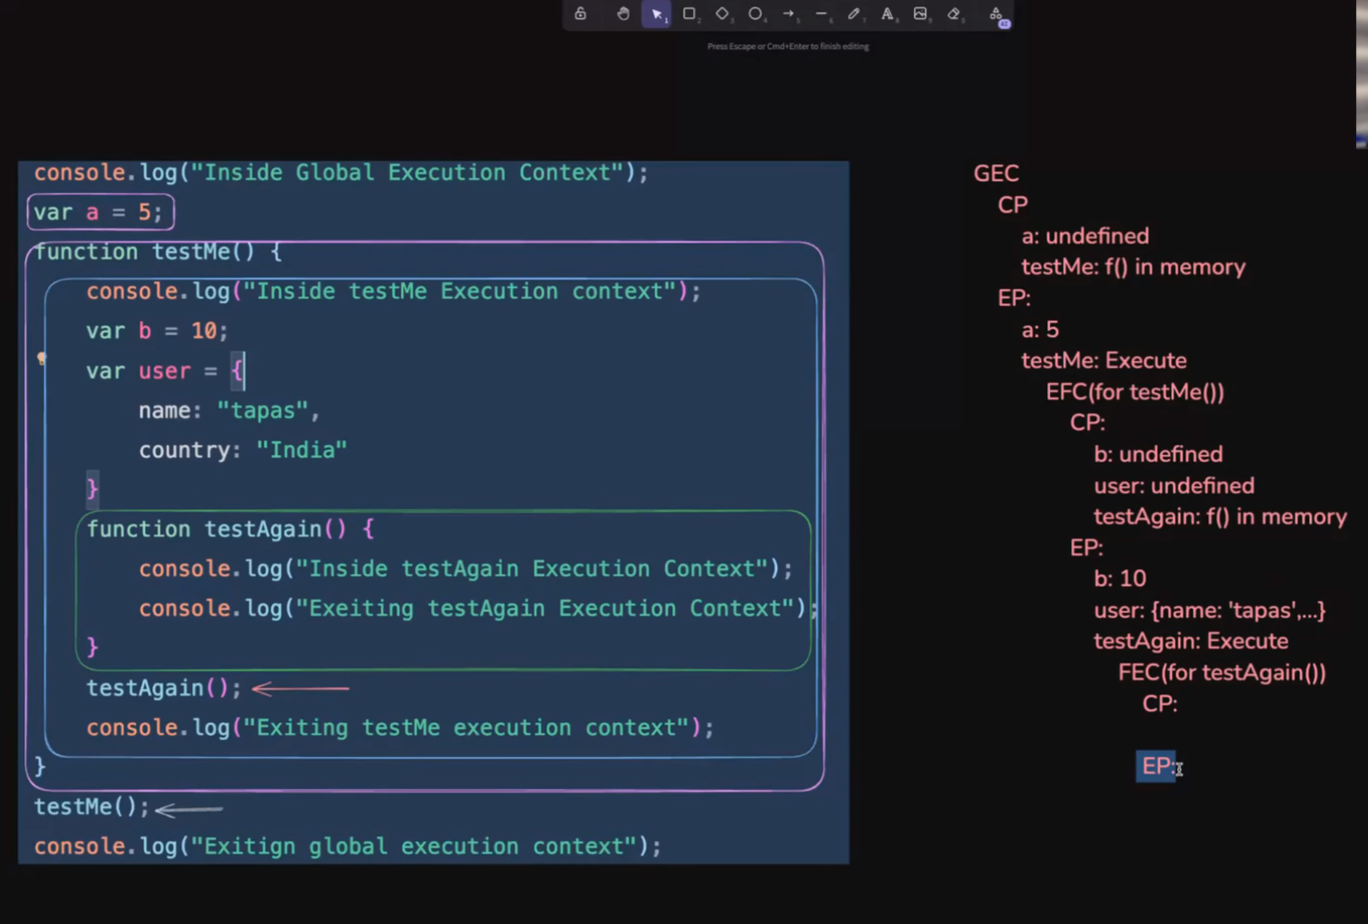 Press Escape or Cmd+Enter to finish editing
console.log("Inside Global Execution Context");
var a = 5;
function testMe() {
console.log("Inside testMe Execution context");
var b = 10;
var user = {
name: "tapas",
country: "India"
}
function testAgain() {
console.log("Inside testAgain Execution Context");
console.log("Exeiting testAgain Execution Context");
}
testAgain();
console.log("Exiting testMe execution context");
}
testMe();
console.log("Exitign global execution context");
GEC
CP
a: undefined
testMe: f() in memory
EP:
a: 5
testMe: Execute
EFC(for testMe())
CP:
b: undefined
user: undefined
testAgain: f() in memory
EP:
b: 10
user: {name: 'tapas',...}
testAgain: Execute
FEC(for testAgain())
CP:
EP: